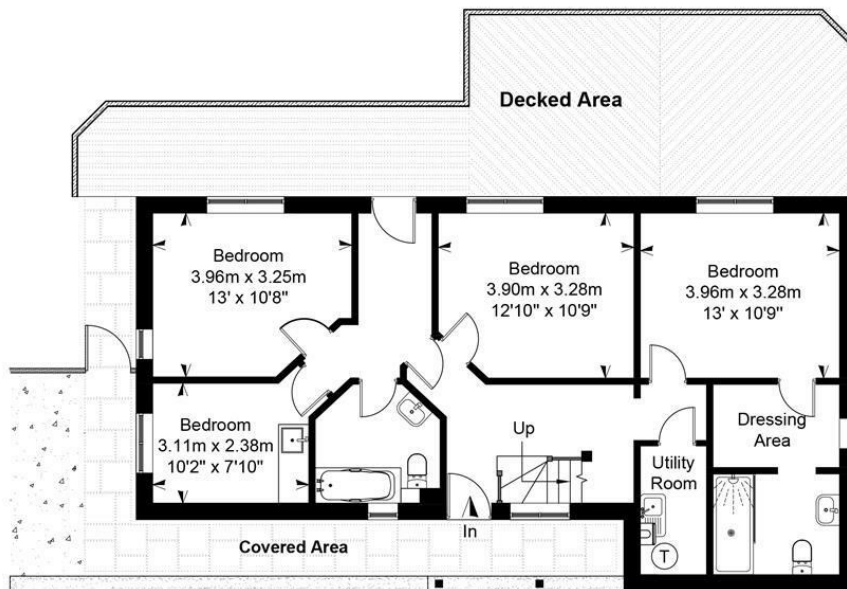 Decked Area
Bedroom
3.96m x 3.25m
13' x 10'8"
Bedroom
3.90m x 3.28m
12'10" x 10'9"
Bedroom
3.96m x 3.28m
13' x 10'9"
Bedroom
3.11m x 2.38m
10'2" x 7'10"
Up
Dressing
Area
Utility
Room
In
T
Covered Area